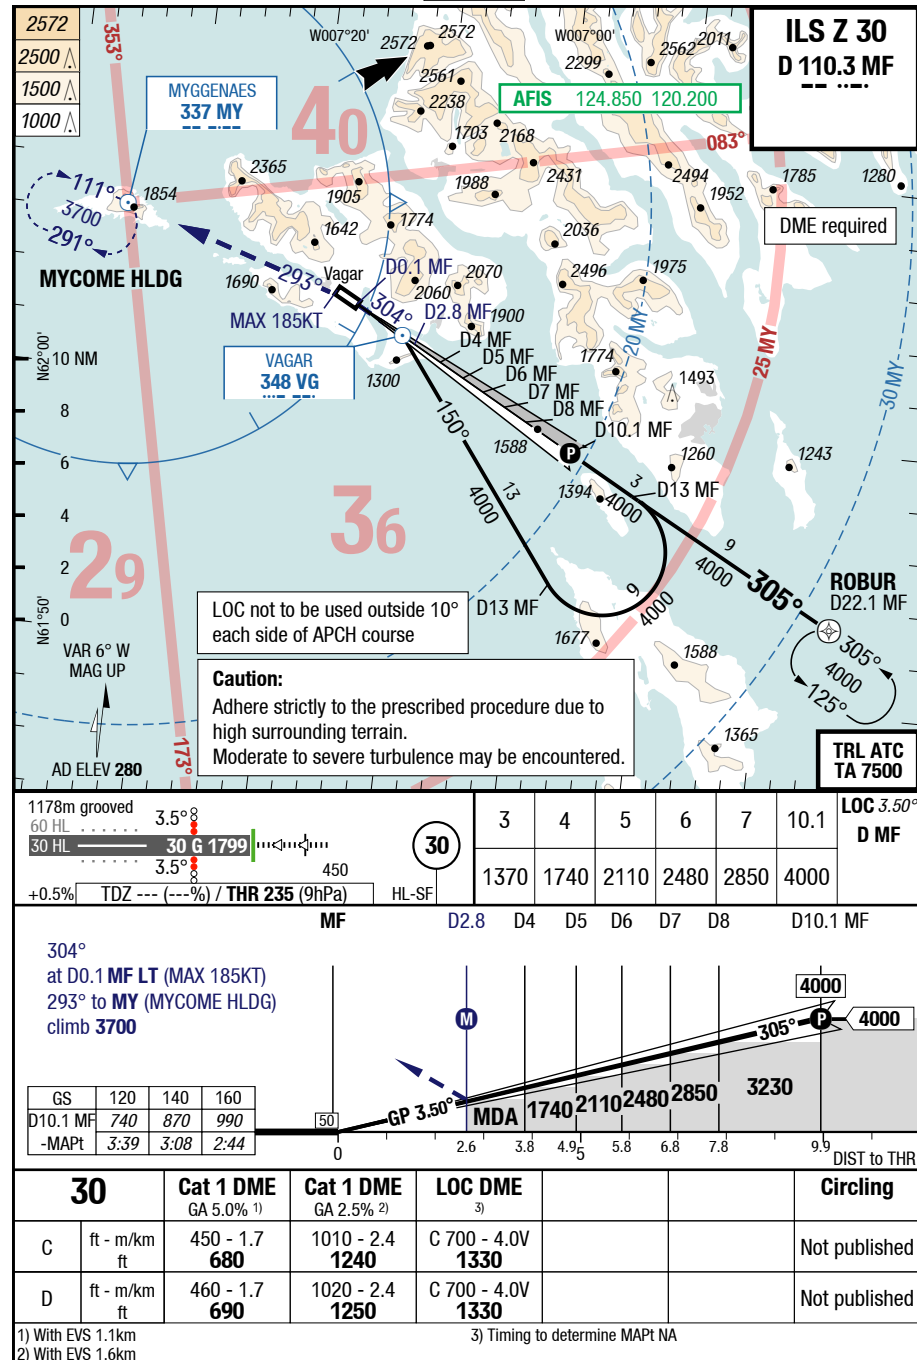 2572
2500
1500
1000
353°
W007°20'
W007°00'
ILS Z 30
D 110.3 MF
MYGGENAES
337 MY
AFIS 124.850 120.200
40
083°
2572
2572
2561
2238
1703
2168
2299
2562
2011
2365
1905
1774
1642
1988
2431
2494
1952
1785
1280
DME required
111°
3700
291°
1854
MYCOME HLDG
1690
293°
Vagar
304°
D0.1 MF
2060
2070
1900
2036
2496
1975
MAX 185KT
D2.8 MF
D4 MF
D5 MF
D6 MF
D7 MF
D8 MF
D10.1 MF
VAGAR
348 VG
1300
1774
20 MY
25 MY
30 MY
1493
N62°00'
10 NM
8
6
4
2
0
N61°50'
150°
13
4000
1588
P
1394
1260
1243
3
4000
D13 MF
9
4000
305°
ROBUR
D22.1 MF
305°
4000
125°
36
29
D13 MF
9
4000
1677
1588
1365
LOC not to be used outside 10°
each side of APCH course
VAR 6° W
MAG UP
AD ELEV 280
173°
Caution:
Adhere strictly to the prescribed procedure due to
high surrounding terrain.
Moderate to severe turbulence may be encountered.
TRL ATC
TA 7500
1178m grooved
60 HL
3.5°
30 HL
30 G 1799
3.5°
450
+0.5%
TDZ --- (---%) / THR 235 (9hPa)
HL-SF
30
3 4 5 6 7 10.1 LOC 3.50°
D MF
1370 1740 2110 2480 2850 4000
MF D2.8 D4 D5 D6 D7 D8 D10.1 MF
304°
at D0.1 MF LT (MAX 185KT)
293° to MY (MYCOME HLDG)
climb 3700
M
4000
305°
P
4000
GP 3.50°
50
MDA 1740 2110 2480 2850 3230
0 2.6 3.8 4.9 5 5.8 6.8 7.8 9.9
DIST to THR
GS 120 140 160
D10.1 MF 740 870 990
-MAPt 3:39 3:08 2:44
30 Cat 1 DME Cat 1 DME LOC DME Circling
GA 5.0% 1) GA 2.5% 2) 3)
C ft - m/km 450 - 1.7 1010 - 2.4 C 700 - 4.0V Not published
ft 680 1240 1330
D ft - m/km 460 - 1.7 1020 - 2.4 C 700 - 4.0V Not published
ft 690 1250 1330
1) With EVS 1.1km 3) Timing to determine MAPt NA
2) With EVS 1.6km